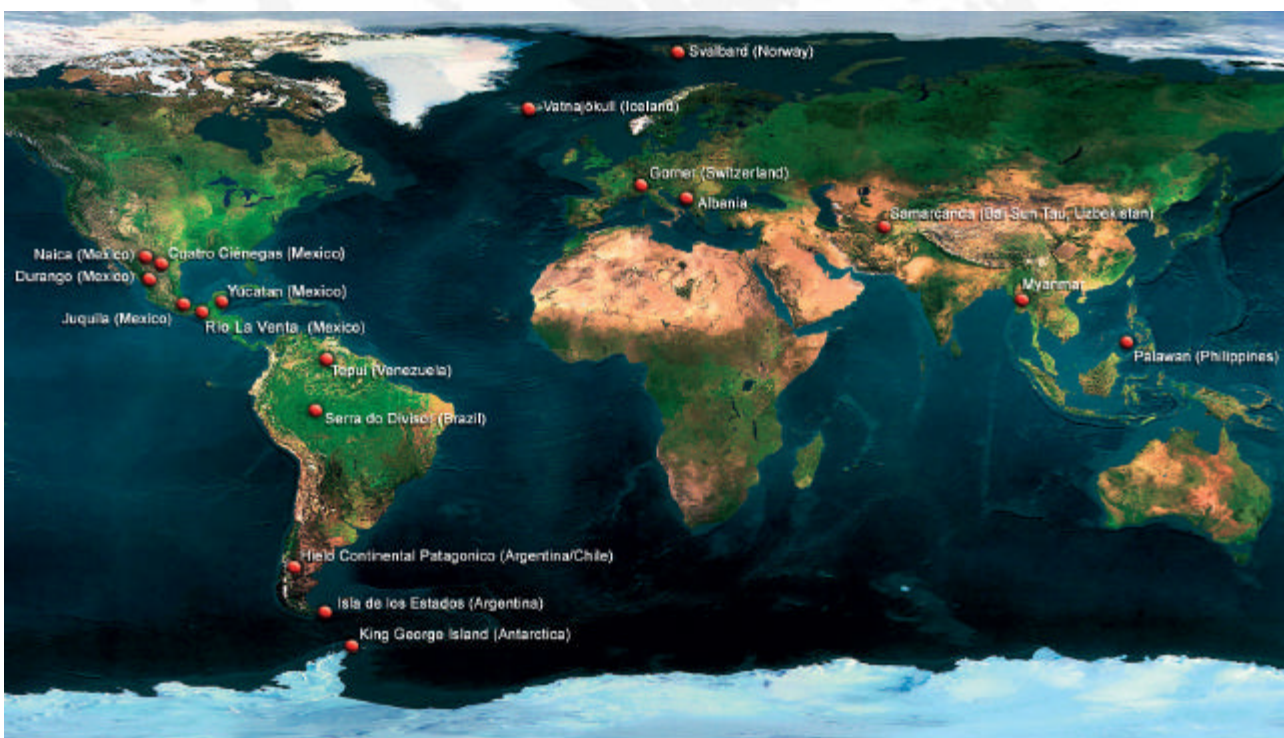 Svalbard (Norway)
Vatnajökull (Iceland)
Gorner (Switzerland)
Albania
Samarcanda (Bai Sun Tau, Uzbekistan)
Naica (Mexico)
Cuatro Ciénegas (Mexico)
Durango (Mexico)
Yucatan (Mexico)
Myanmar
Juquila (Mexico)
Rio La Venta (Mexico)
Palawan (Philippines)
Tepui (Venezuela)
Serra do Divisor (Brazil)
Hielo Continental Patagonico (Argentina/Chile)
Isla de los Estados (Argentina)
King George Island (Antarctica)